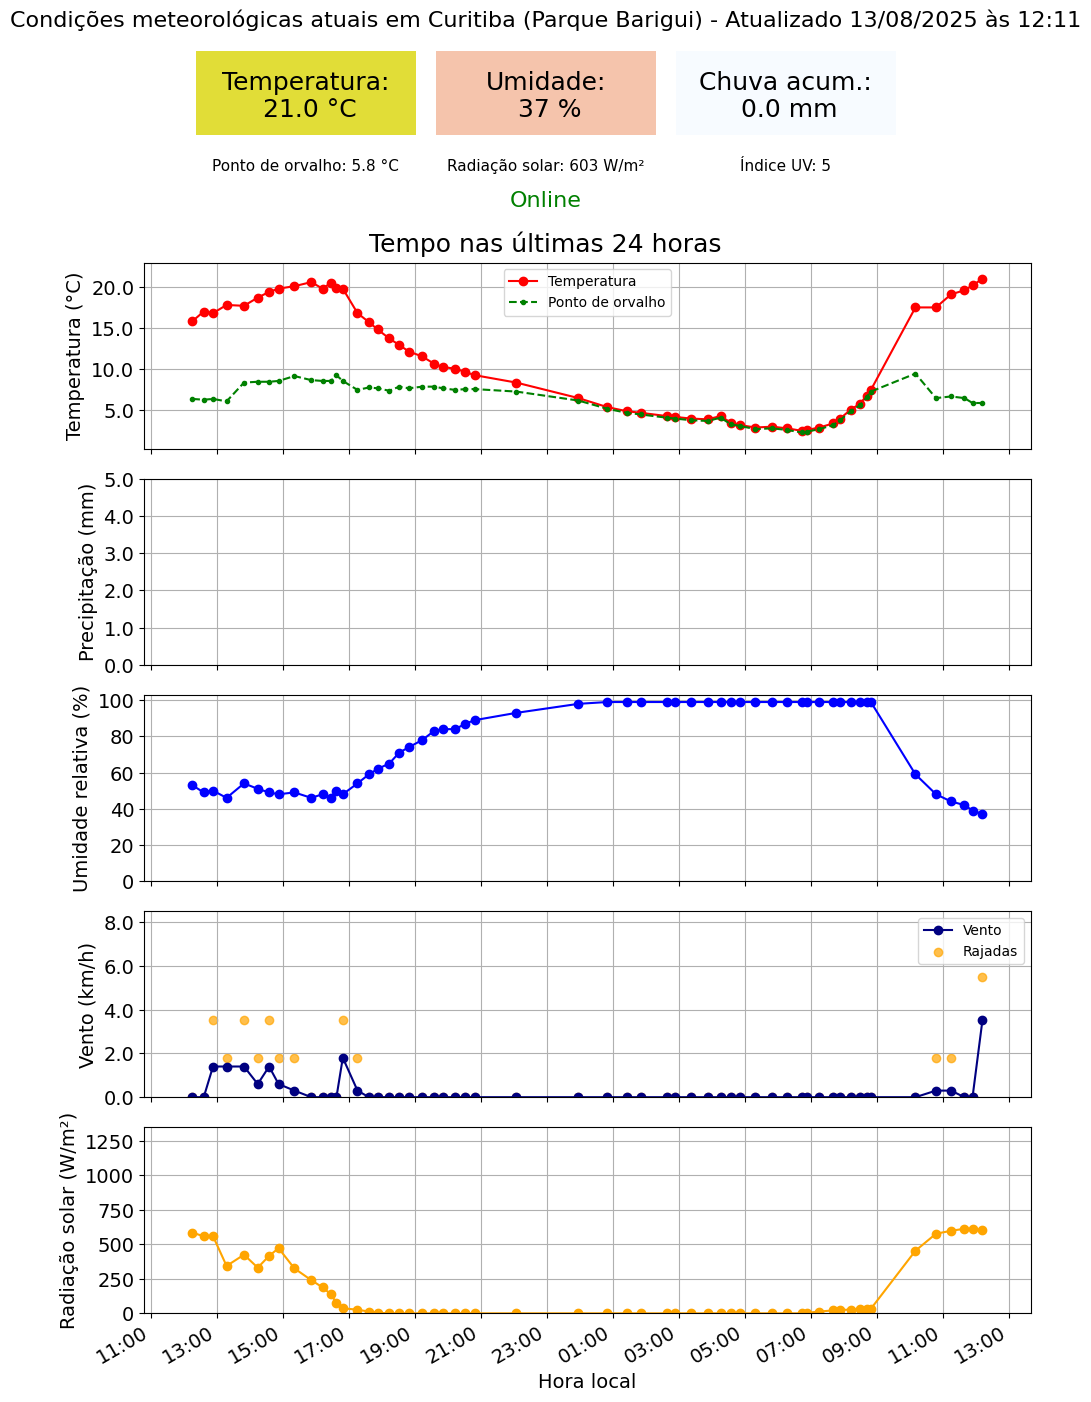 Condições meteorológicas atuais em Curitiba (Parque Barigui) - Atualizado 13/08/2025 às 12:11
Temperatura:
21.0 °C
Umidade:
37 %
Chuva acum.:
0.0 mm
Ponto de orvalho: 5.8 °C
Radiação solar: 603 W/m²
Índice UV: 5
Online
Tempo nas últimas 24 horas
Temperatura (°C)
20.0
15.0
10.0
5.0
Temperatura
Ponto de orvalho
Precipitação (mm)
5.0
4.0
3.0
2.0
1.0
0.0
Umidade relativa (%)
100
80
60
40
20
0
Vento (km/h)
8.0
6.0
4.0
2.0
0.0
Vento
Rajadas
Radiação solar (W/m²)
1250
1000
750
500
250
0
11:00
13:00
15:00
17:00
19:00
21:00
23:00
01:00
03:00
05:00
07:00
09:00
11:00
13:00
Hora local